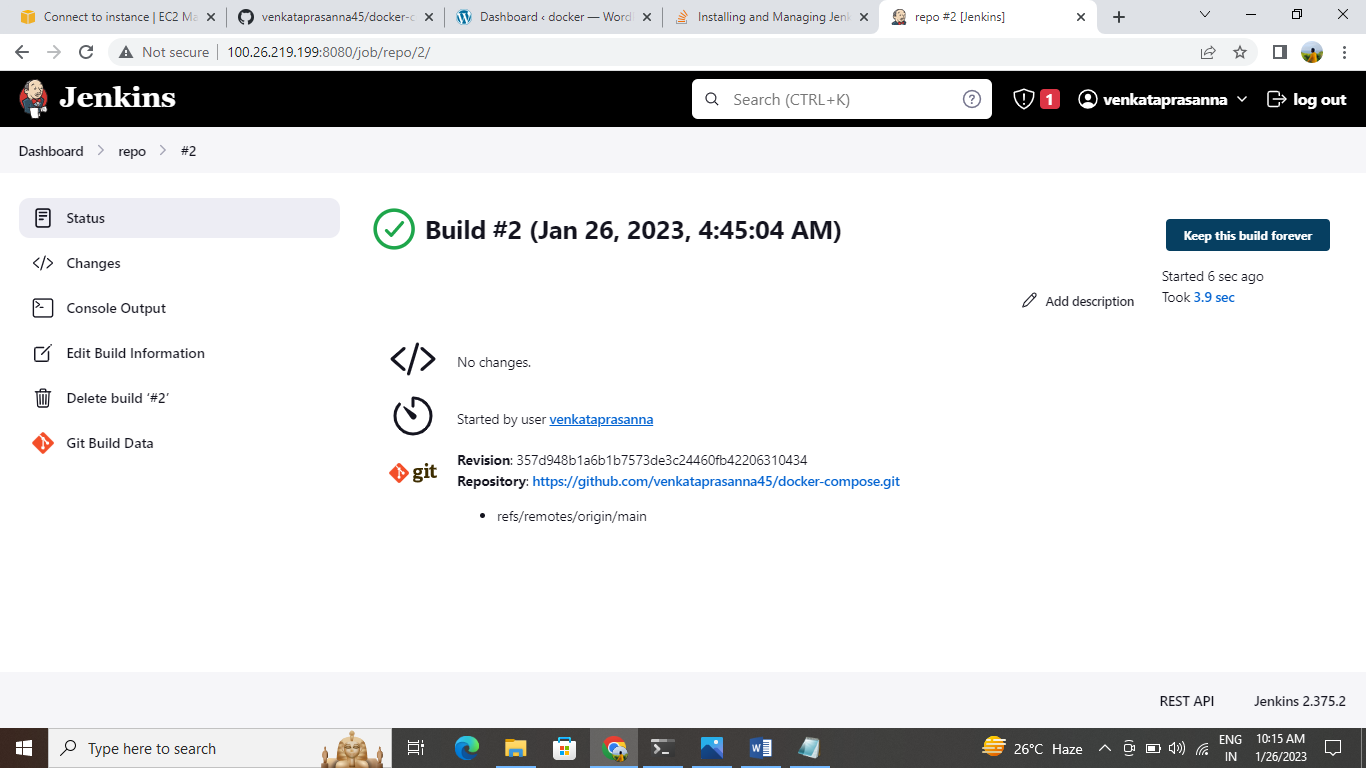 Connect to instance | EC2 Ma
venkataprasanna45/docker-c
Dashboard ‹ docker — Word
Installing and Managing Jenk
repo #2 [Jenkins]
Not secure
100.26.219.199:8080/job/repo/2/
Jenkins
Search (CTRL+K)
1
venkataprasanna
log out
Dashboard
repo
#2
Status
Changes
Console Output
Edit Build Information
Delete build ‘#2’
Git Build Data
Build #2 (Jan 26, 2023, 4:45:04 AM)
Keep this build forever
Started 6 sec ago
Took 3.9 sec
Add description
No changes.
Started by user venkataprasanna
git
Revision: 357d948b1a6b1b7573de3c24460fb42206310434
Repository: https://github.com/venkataprasanna45/docker-compose.git
refs/remotes/origin/main
REST API
Jenkins 2.375.2
Type here to search
26°C Haze
ENG
IN
10:15 AM
1/26/2023